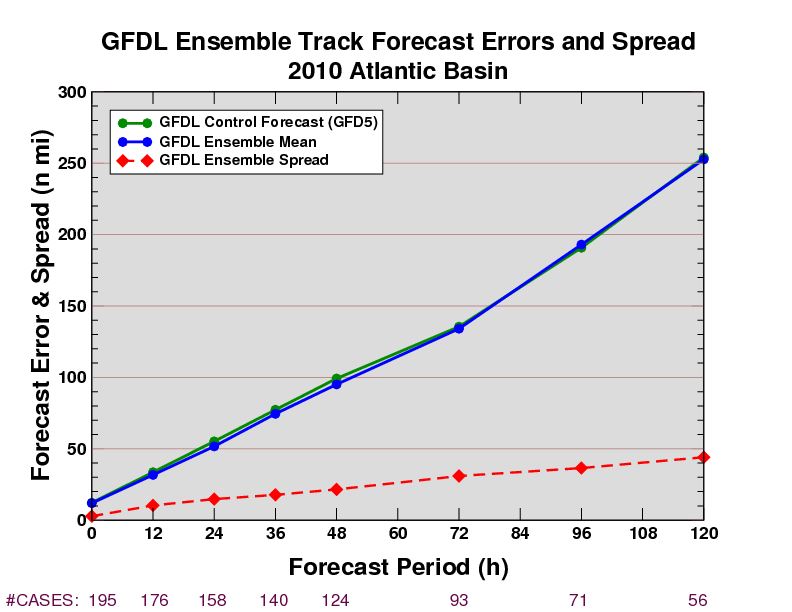 GFDL Ensemble Track Forecast Errors and Spread
2010 Atlantic Basin
GFDL Control Forecast (GFD5)
GFDL Ensemble Mean
GFDL Ensemble Spread
Forecast Error & Spread (n mi)
300
250
200
150
100
50
0
0 12 24 36 48 60 72 84 96 108 120
Forecast Period (h)
#CASES: 195 176 158 140 124 93 71 56